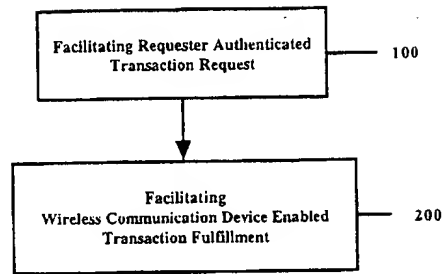 Facilitating Requester Authenticated
Transaction Request
100
Facilitating
Wireless Communication Device Enabled
Transaction Fulfillment
200